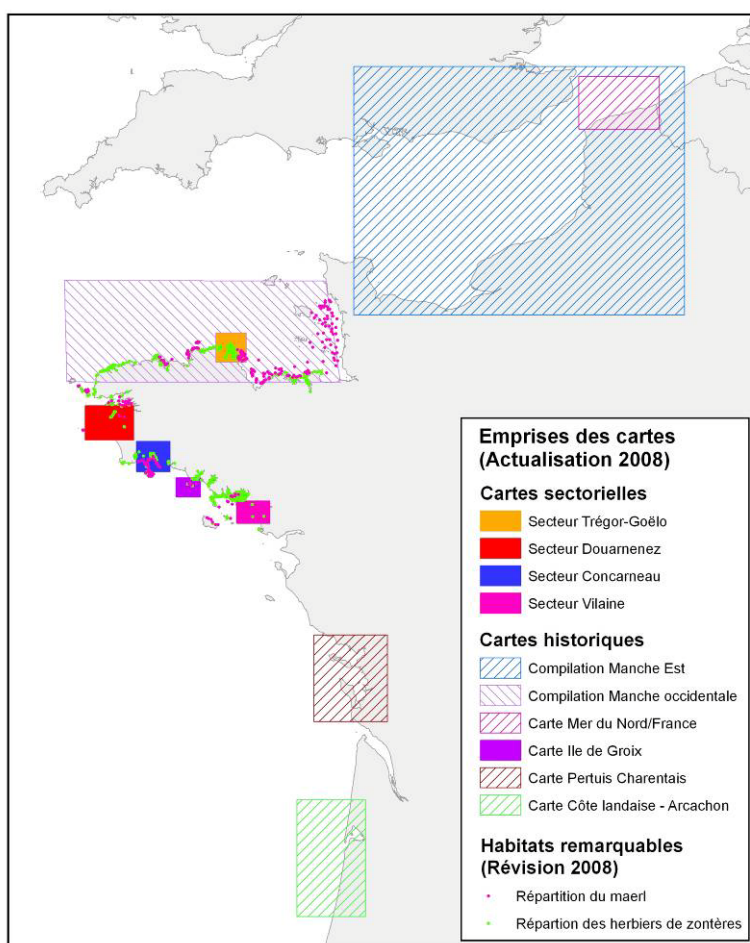 Emprises des cartes
(Actualisation 2008)
Cartes sectorielles
Secteur Trégor-Goëlo
Secteur Douarnenez
Secteur Concarneau
Secteur Vilaine
Cartes historiques
Compilation Manche Est
Compilation Manche occidentale
Carte Mer du Nord/France
Carte Ile de Groix
Carte Pertuis Charentais
Carte Côte landaise - Arcachon
Habitats remarquables
(Révision 2008)
Répartition du maerl
Répartion des herbiers de zontères